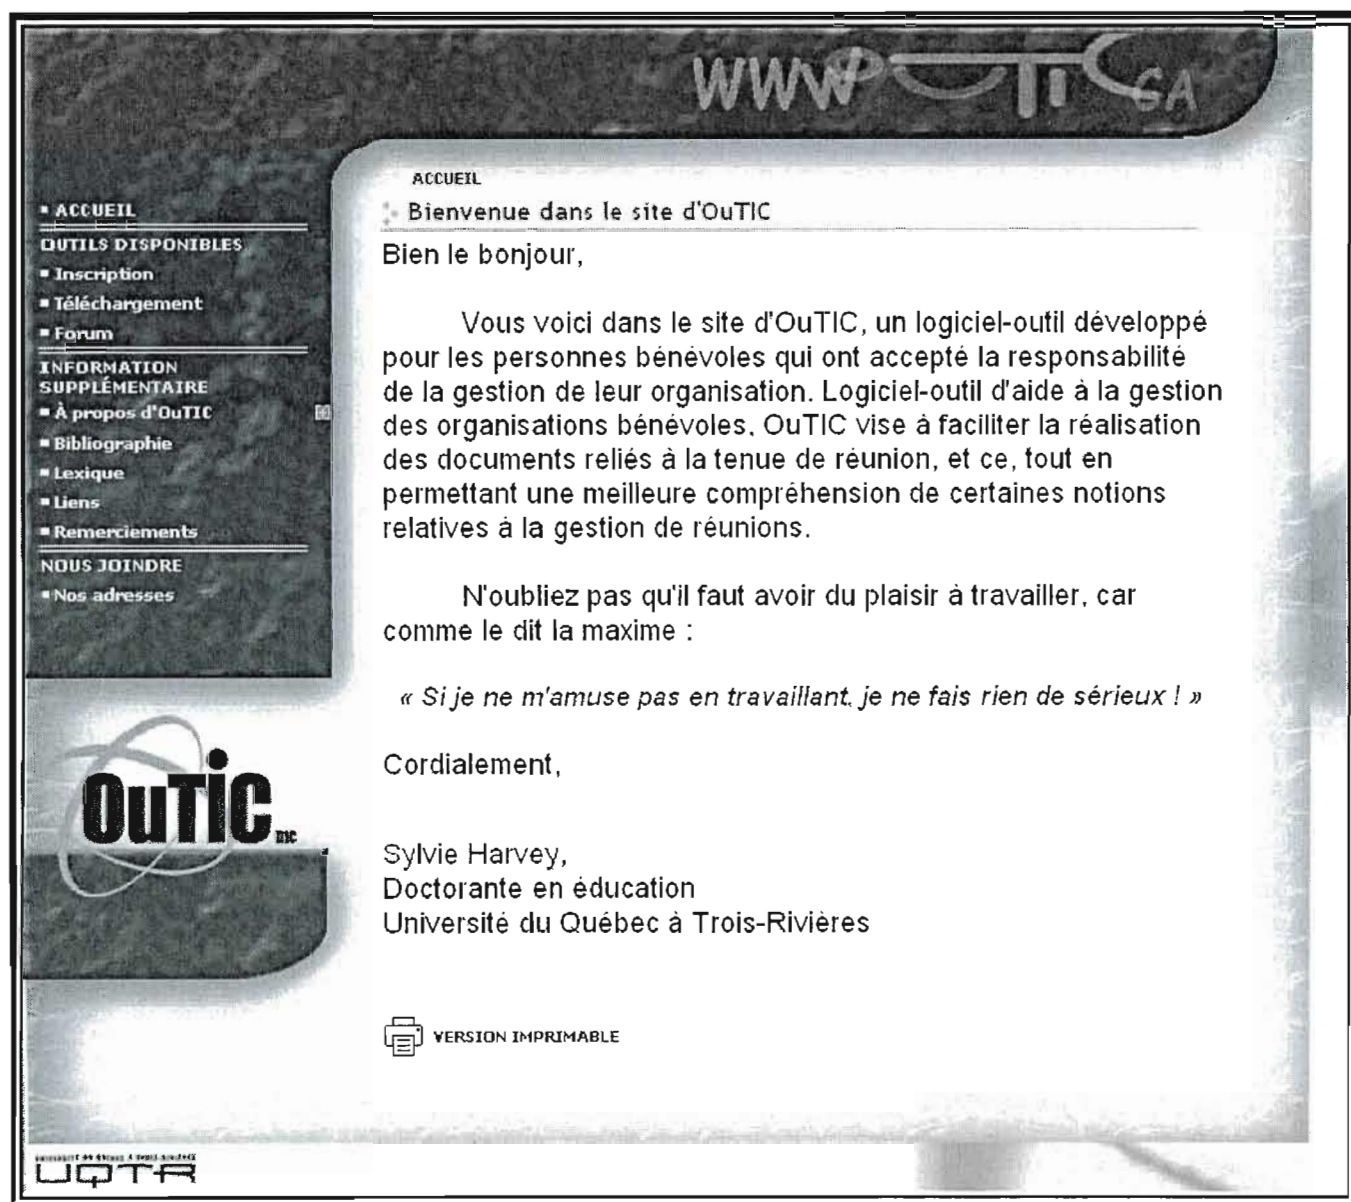 WWW OUTIC CA
ACCUEIL
OUTILS DISPONIBLES
Inscription
Téléchargement
Forum
INFORMATION
SUPPLÉMENTAIRE
À propos d'OuTIC
Bibliographie
Lexique
Liens
Remerciements
NOUS JOINDRE
Nos adresses
OuTIC INC
ACCUEIL
Bienvenue dans le site d'OuTIC
Bien le bonjour,
Vous voici dans le site d'OuTIC, un logiciel-outil développé
pour les personnes bénévoles qui ont accepté la responsabilité
de la gestion de leur organisation. Logiciel-outil d'aide à la gestion
des organisations bénévoles, OuTIC vise à faciliter la réalisation
des documents reliés à la tenue de réunion, et ce, tout en
permettant une meilleure compréhension de certaines notions
relatives à la gestion de réunions.
N'oubliez pas qu'il faut avoir du plaisir à travailler, car
comme le dit la maxime :
« Si je ne m'amuse pas en travaillant, je ne fais rien de sérieux ! »
Cordialement,
Sylvie Harvey,
Doctorante en éducation
Université du Québec à Trois-Rivières
VERSION IMPRIMABLE
UQTR